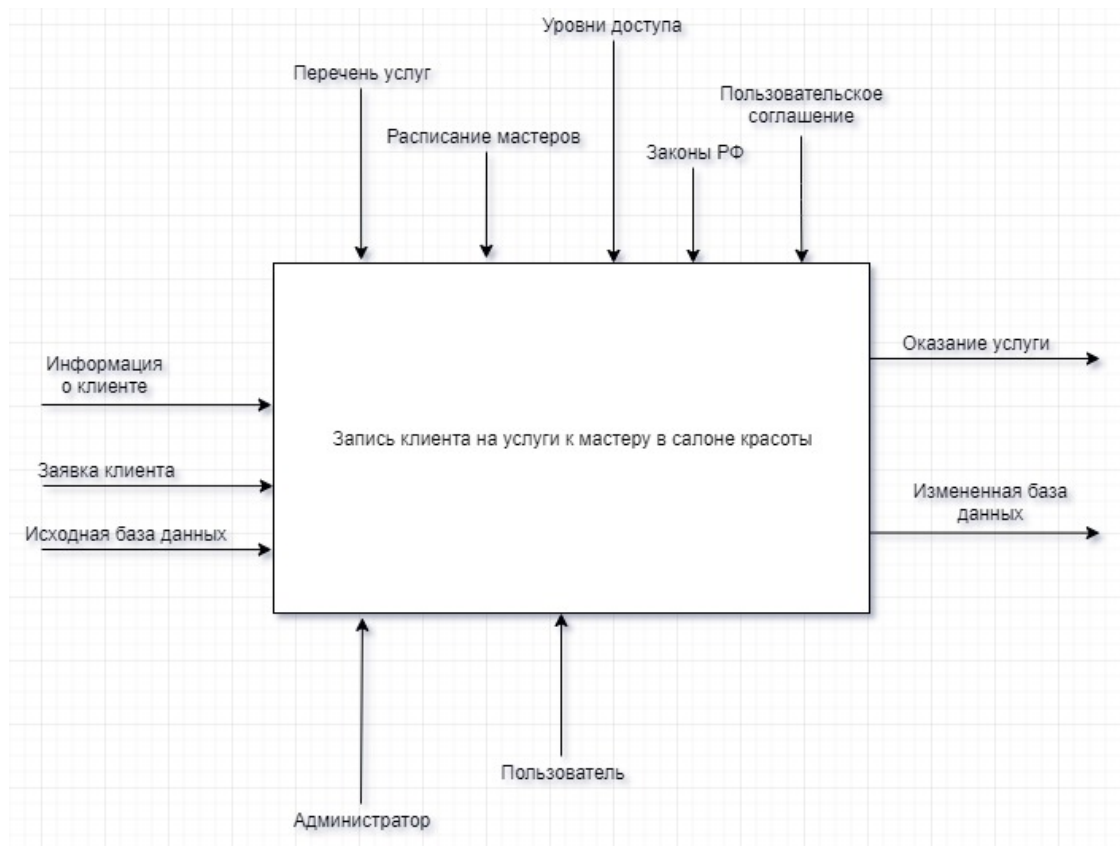 Уровни доступа
Перечень услуг
Пользовательское
соглашение
Расписание мастеров
Законы РФ
Оказание услуги
Информация
о клиенте
Запись клиента на услуги к мастеру в салоне красоты
Заявка клиента
Измененная база
данных
Исходная база данных
Пользователь
Администратор